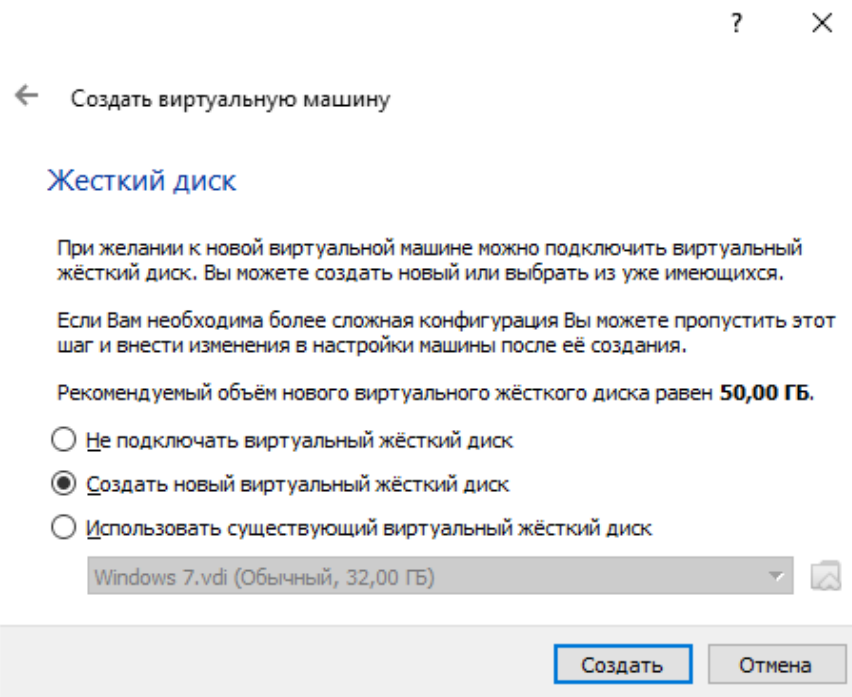 ?
Создать виртуальную машину
Жесткий диск
При желании к новой виртуальной машине можно подключить виртуальный
жёсткий диск. Вы можете создать новый или выбрать из уже имеющихся.
Если Вам необходима более сложная конфигурация Вы можете пропустить этот
шаг и внести изменения в настройки машины после её создания.
Рекомендуемый объём нового виртуального жёсткого диска равен 50,00 ГБ.
Не подключать виртуальный жёсткий диск
Создать новый виртуальный жёсткий диск
Использовать существующий виртуальный жёсткий диск
Windows 7.vdi (Обычный, 32,00 ГБ)
Создать Отмена